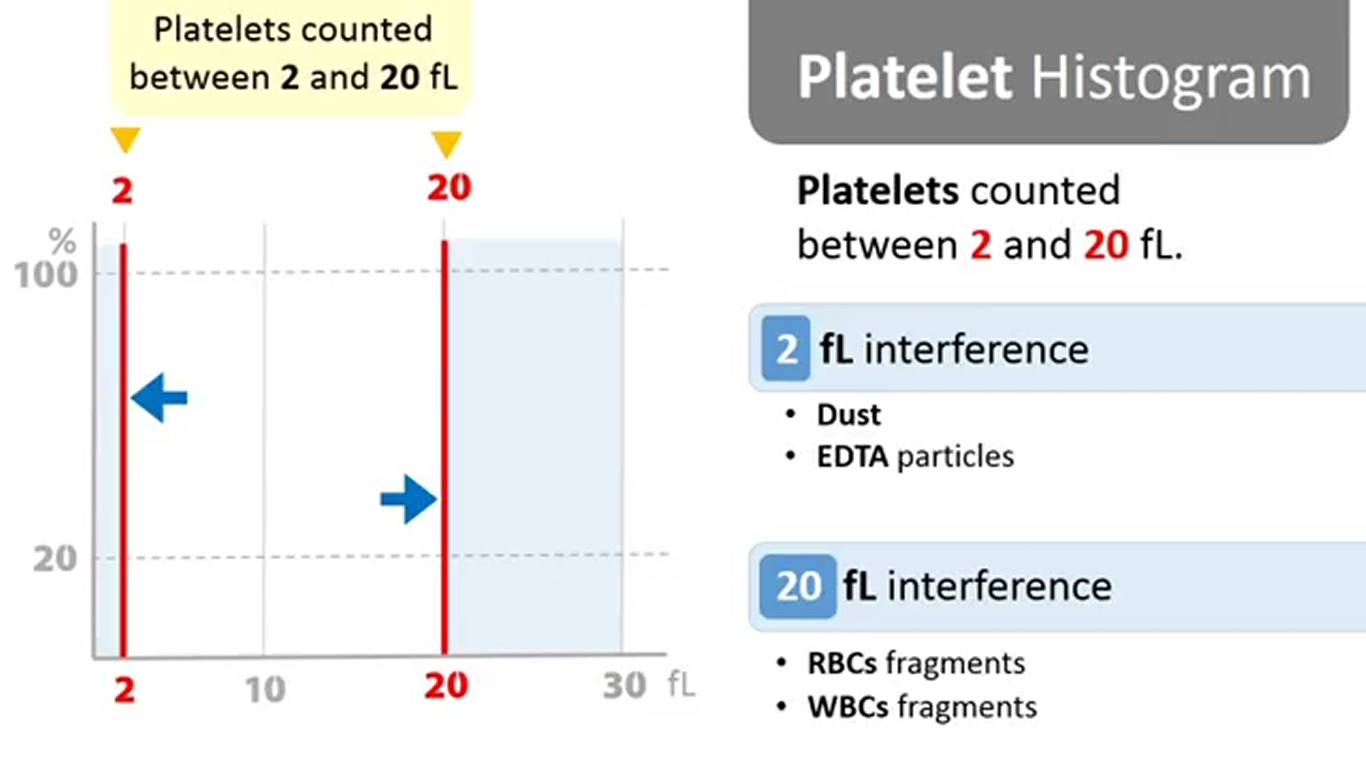 Platelets counted
between 2 and 20 fL
2
20
%
100
20
2
10
20
30 fL
Platelet Histogram
Platelets counted
between 2 and 20 fL.
2 fL interference
• Dust
• EDTA particles
20 fL interference
• RBCs fragments
• WBCs fragments